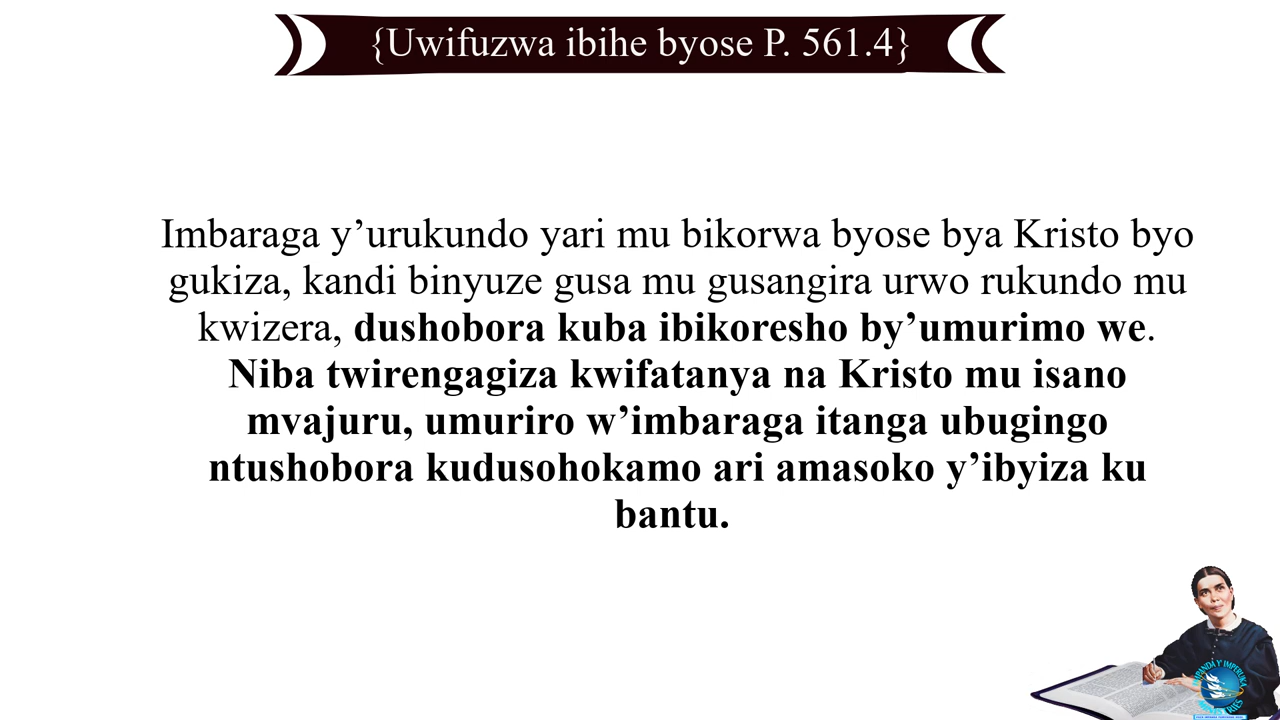 {Uwifuzwa ibihe byose P. 561.4}
Imbaraga y’urukundo yari mu bikorwa byose bya Kristo byo
gukiza, kandi binyuze gusa mu gusangira urwo rukundo mu
kwizera, dushobora kuba ibikoresho by’umurimo we.
Niba twirengagiza kwifatanya na Kristo mu isano
mvajuru, umuriro w’imbaraga itanga ubugingo
ntushobora kudusohokamo ari amasoko y’ibyiza ku
bantu.